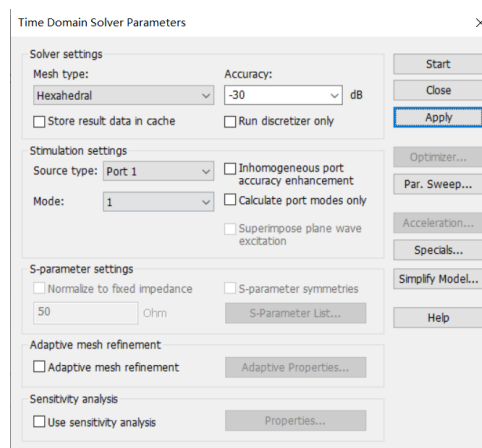 Time Domain Solver Parameters
Solver settings
Mesh type:
Accuracy:
Hexahedral
-30
dB
Store result data in cache
Run discretizer only
Stimulation settings
Source type:
Port 1
Inhomogeneous port
accuracy enhancement
Mode:
1
Calculate port modes only
Superimpose plane wave
excitation
S-parameter settings
Normalize to fixed impedance
S-parameter symmetries
50
Ohm
S-Parameter List...
Adaptive mesh refinement
Adaptive mesh refinement
Adaptive Properties...
Sensitivity analysis
Use sensitivity analysis
Properties...
Start
Close
Apply
Optimizer...
Par. Sweep...
Acceleration...
Specials...
Simplify Model...
Help